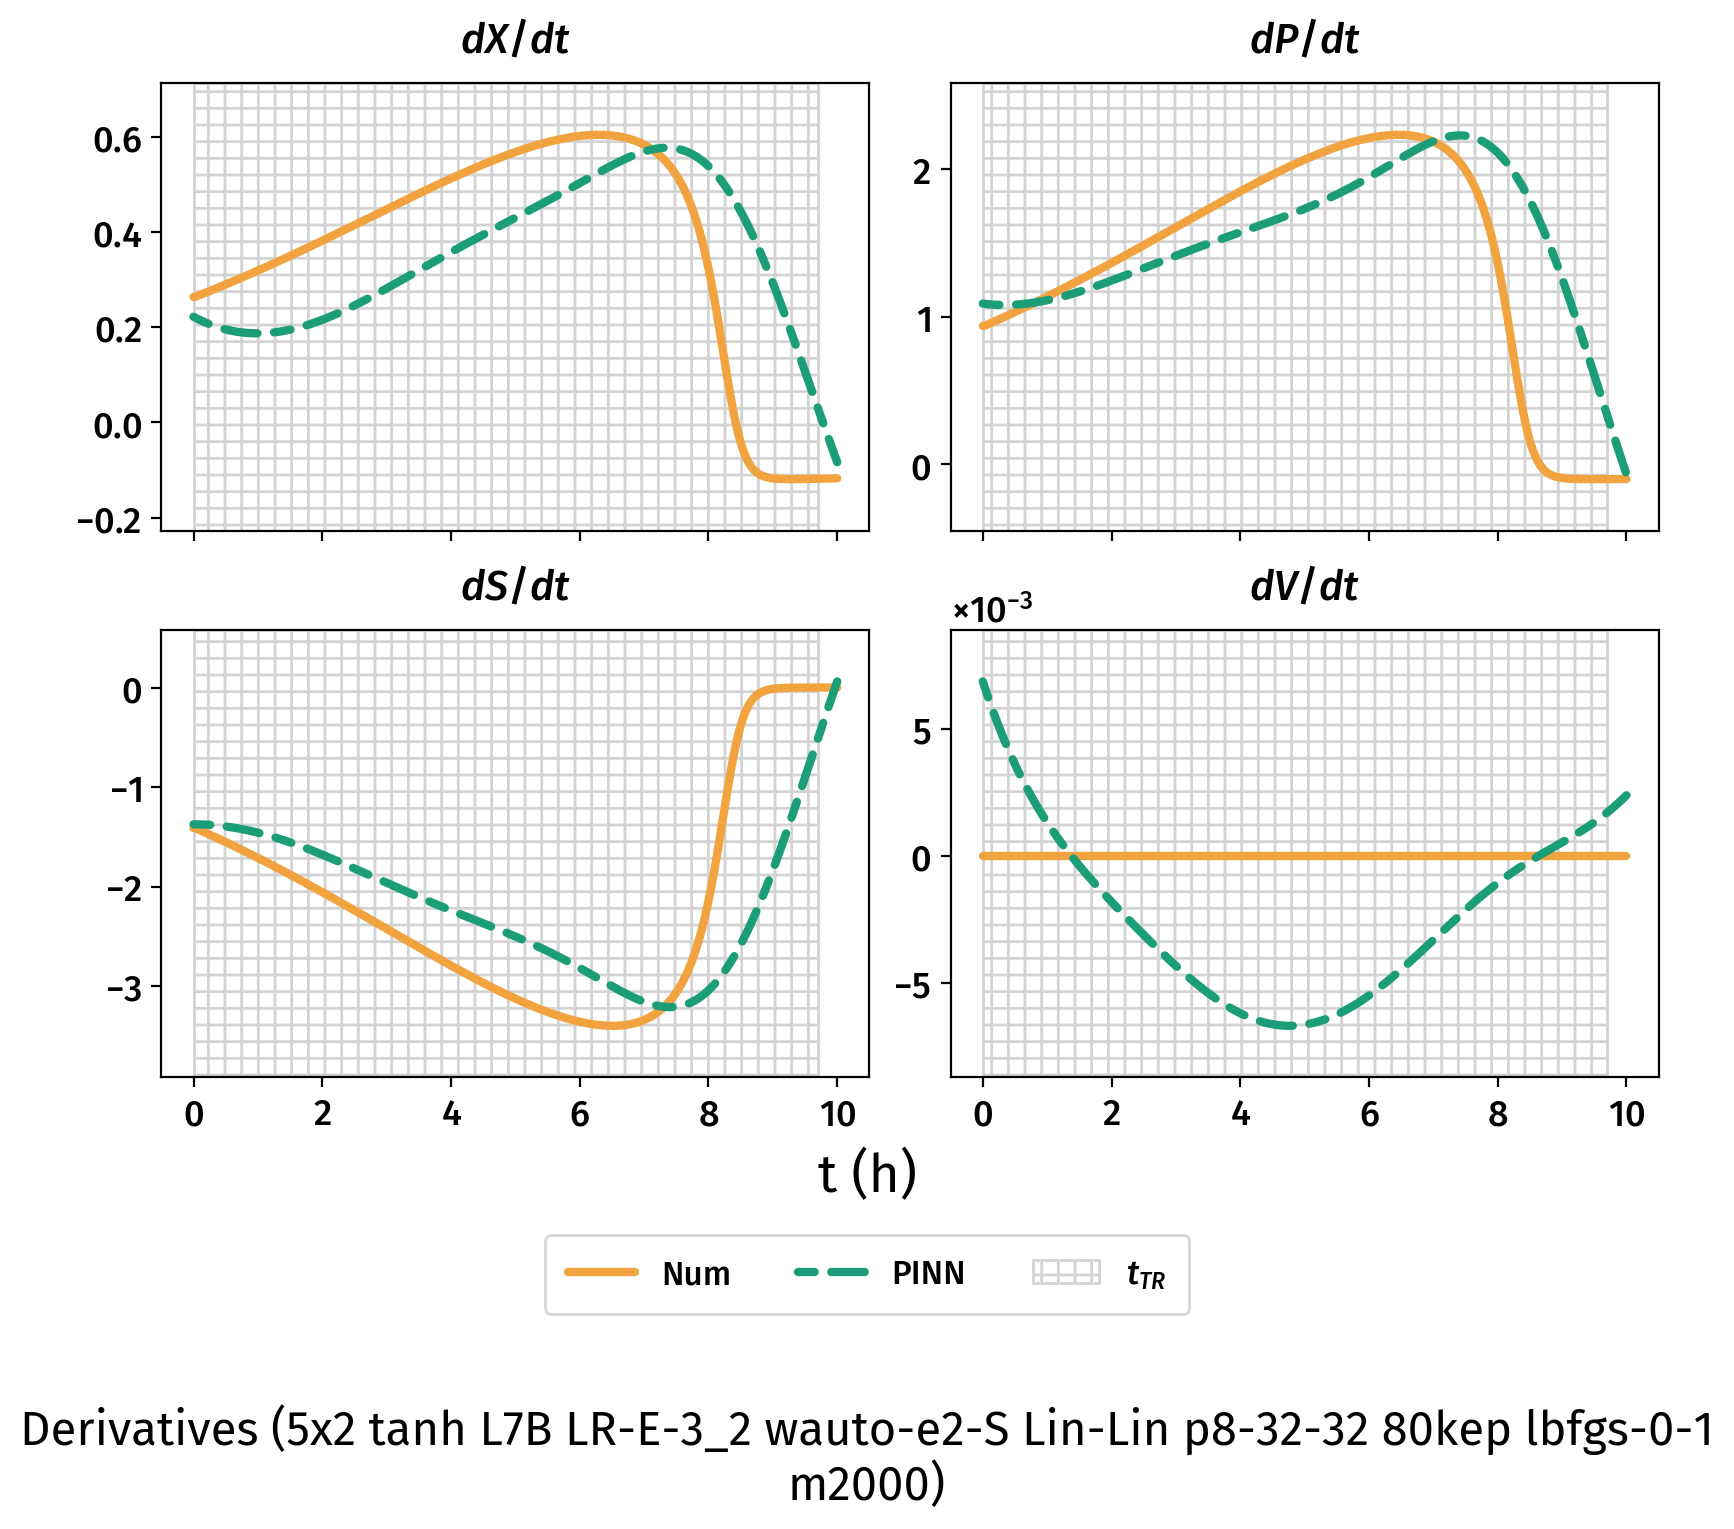 dX/dt
dP/dt
0.6
0.4
0.2
0.0
−0.2
2
1
0
dS/dt
dV/dt
×10⁻³
0
−1
−2
−3
5
0
−5
0 2 4 6 8 10
0 2 4 6 8 10
t (h)
Num PINN t_TR
Derivatives (5x2 tanh L7B LR-E-3_2 wauto-e2-S Lin-Lin p8-32-32 80kep lbfgs-0-1
m2000)